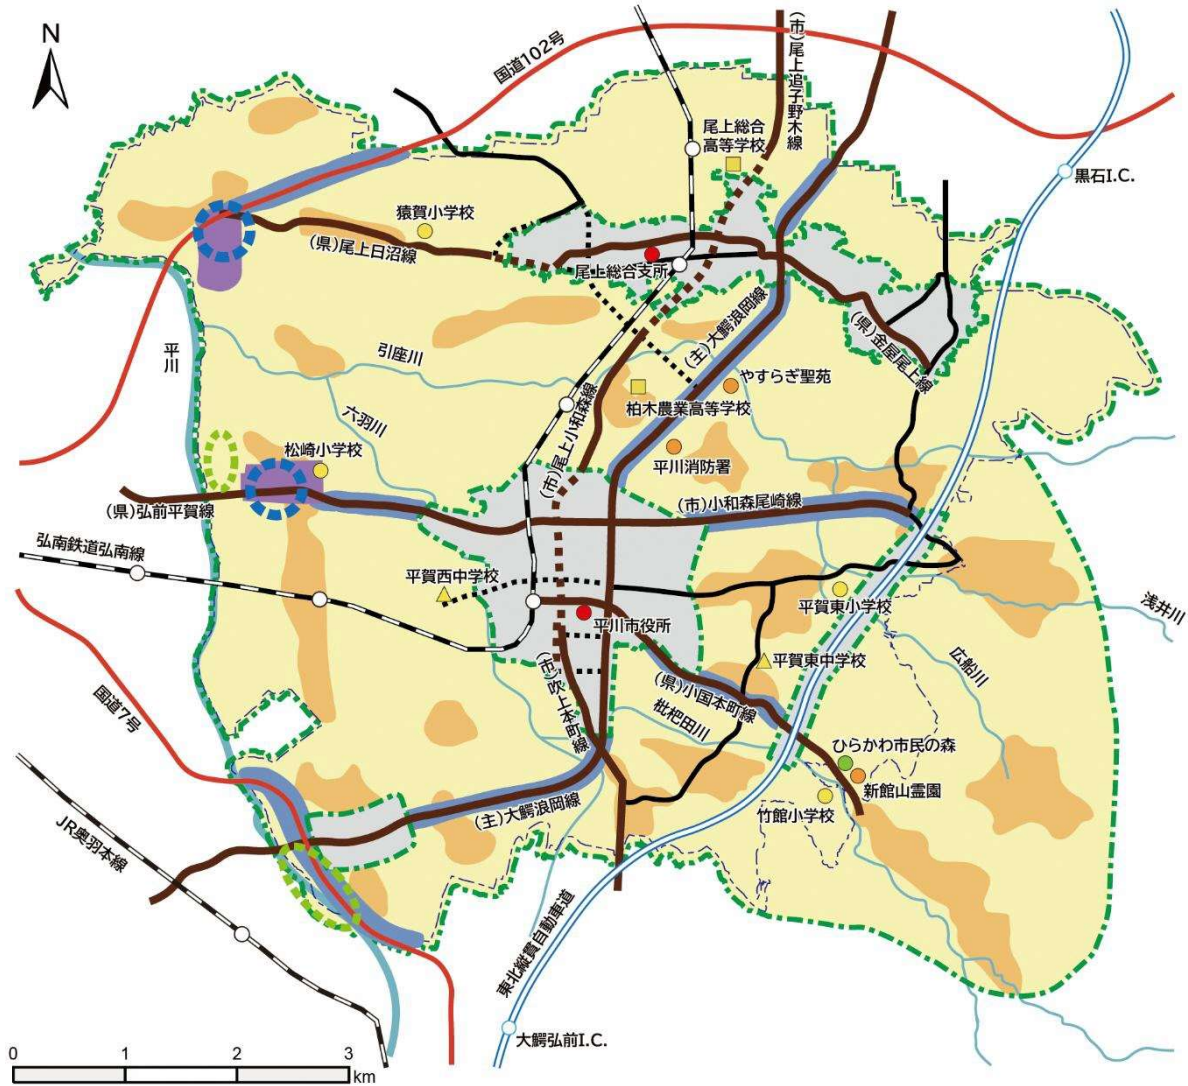 N
国道102号
(市)尾上追子野木線
尾上総合
高等学校
黒石I.C.
猿賀小学校
(県)尾上日沼線
尾上総合支所
平川
引座川
(主)大鰐浪岡線
(県)金屋尾上線
やすらぎ聖苑
柏木農業高等学校
六羽川
(市)尾上小和森線
松崎小学校
平川消防署
(県)弘前平賀線
(市)小和森尾崎線
弘南鉄道弘南線
平賀西中学校
平賀東小学校
浅井川
平川市役所
平賀東中学校
広船川
(市)吹上本町線
(県)小国本町線
国道7号
枇杷田川
ひらかわ市民の森
新館山霊園
竹館小学校
(主)大鰐浪岡線
JR奥羽本線
東北縦貫自動車道
大鰐弘前I.C.
0 1 2 3
km